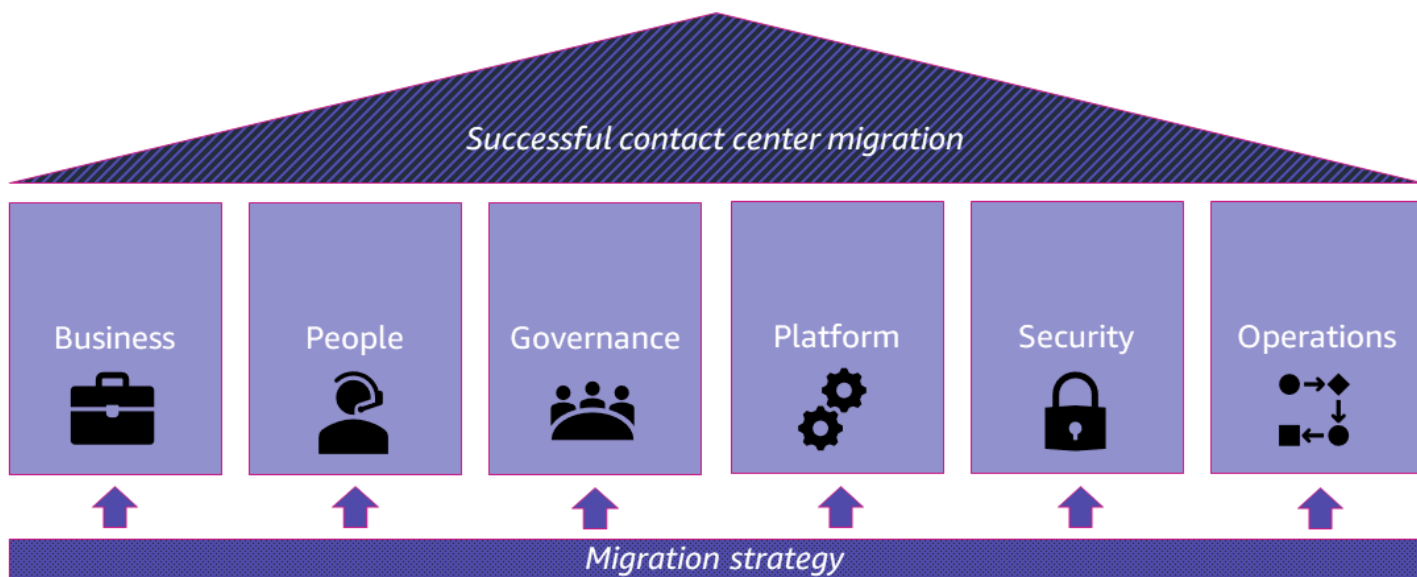 Successful contact center migration
Business
People
Governance
Platform
Security
Operations
Migration strategy